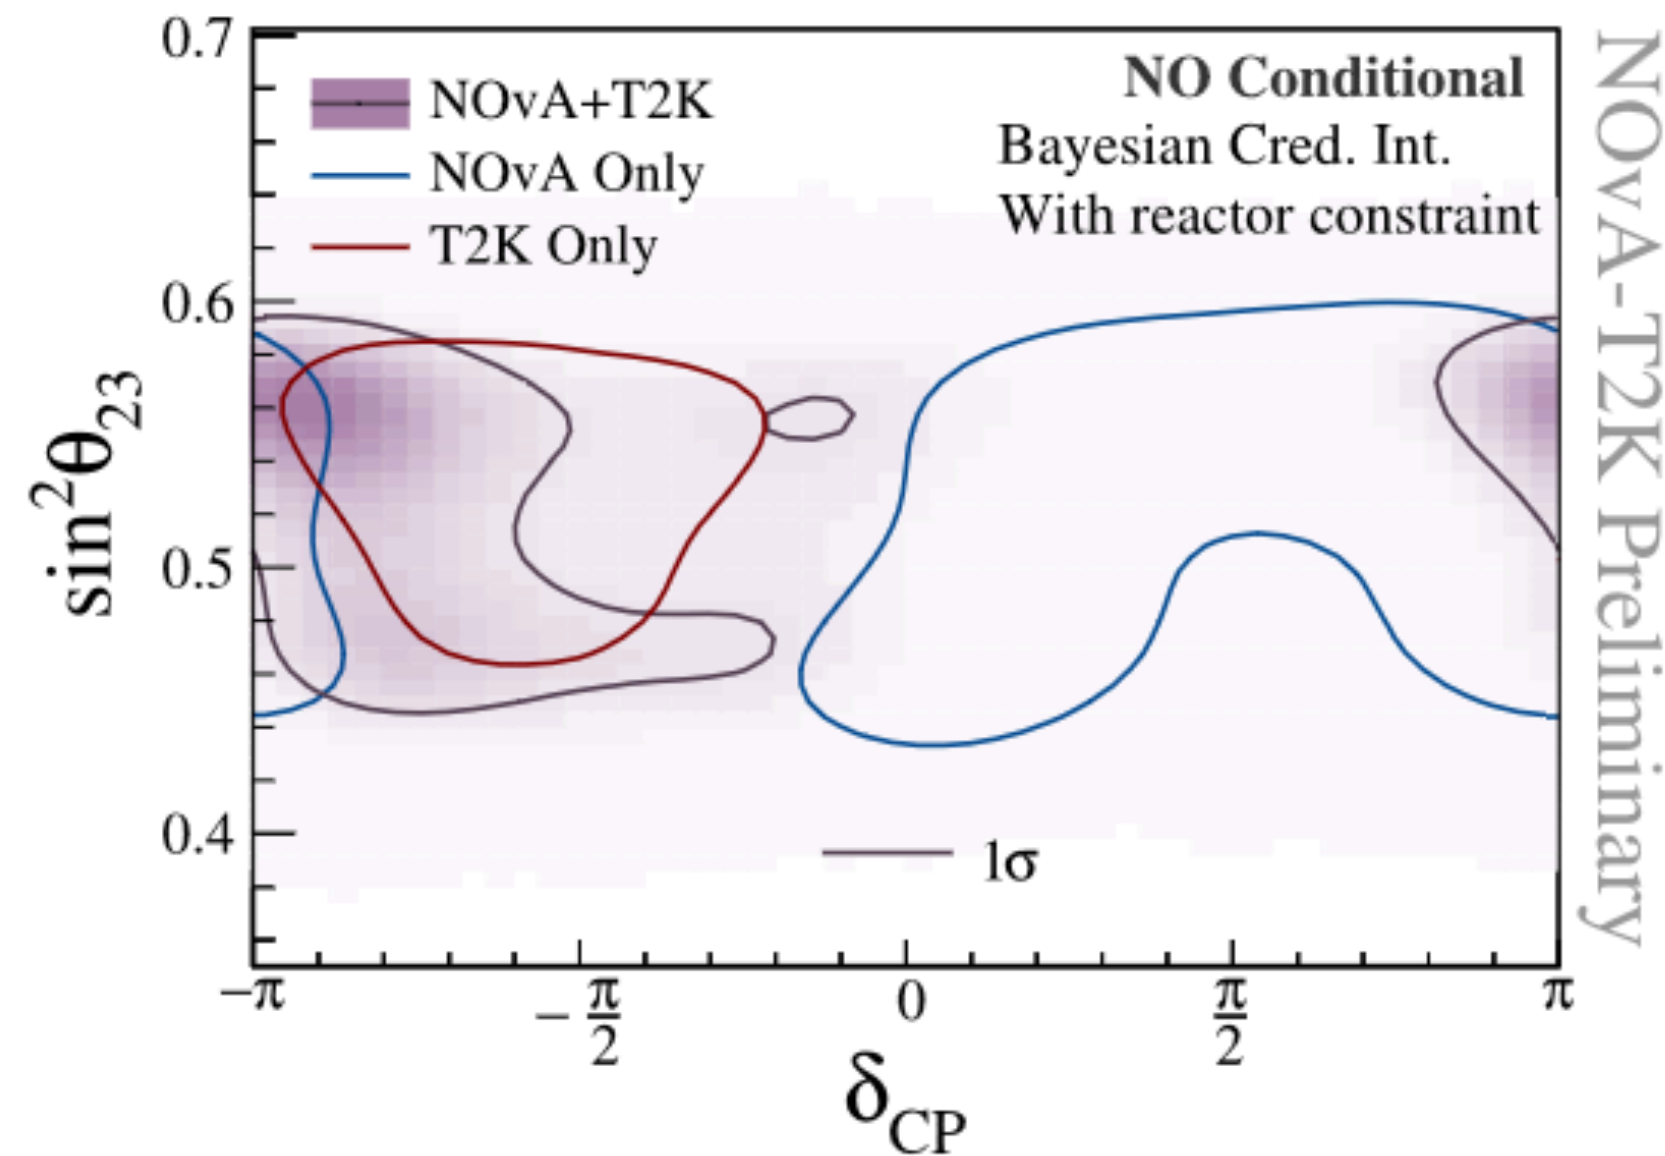 0.7
0.6
0.5
0.4
sin²θ₂₃
NOvA+T2K
NOvA Only
T2K Only
NO Conditional
Bayesian Cred. Int.
With reactor constraint
1σ
−π
−π/2
0
π/2
π
δ_CP
NOvA-T2K Preliminary